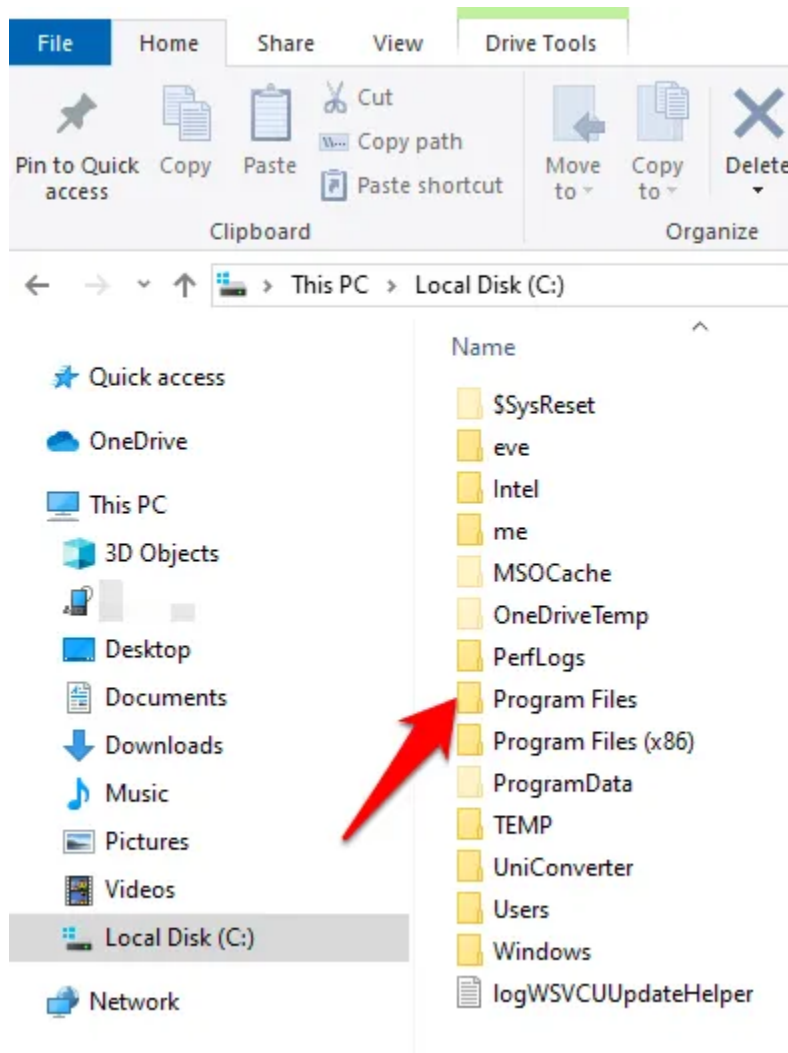 File Home Share View Drive Tools
Pin to Quick access
Copy
Paste
Cut
Copy path
Paste shortcut
Move to
Copy to
Delete
Clipboard
Organize
This PC Local Disk (C:)
Name
Quick access
OneDrive
This PC
3D Objects
Desktop
Documents
Downloads
Music
Pictures
Videos
Local Disk (C:)
Network
$SysReset
eve
Intel
me
MSOCache
OneDriveTemp
PerfLogs
Program Files
Program Files (x86)
ProgramData
TEMP
UniConverter
Users
Windows
logWSVCUUpdateHelper